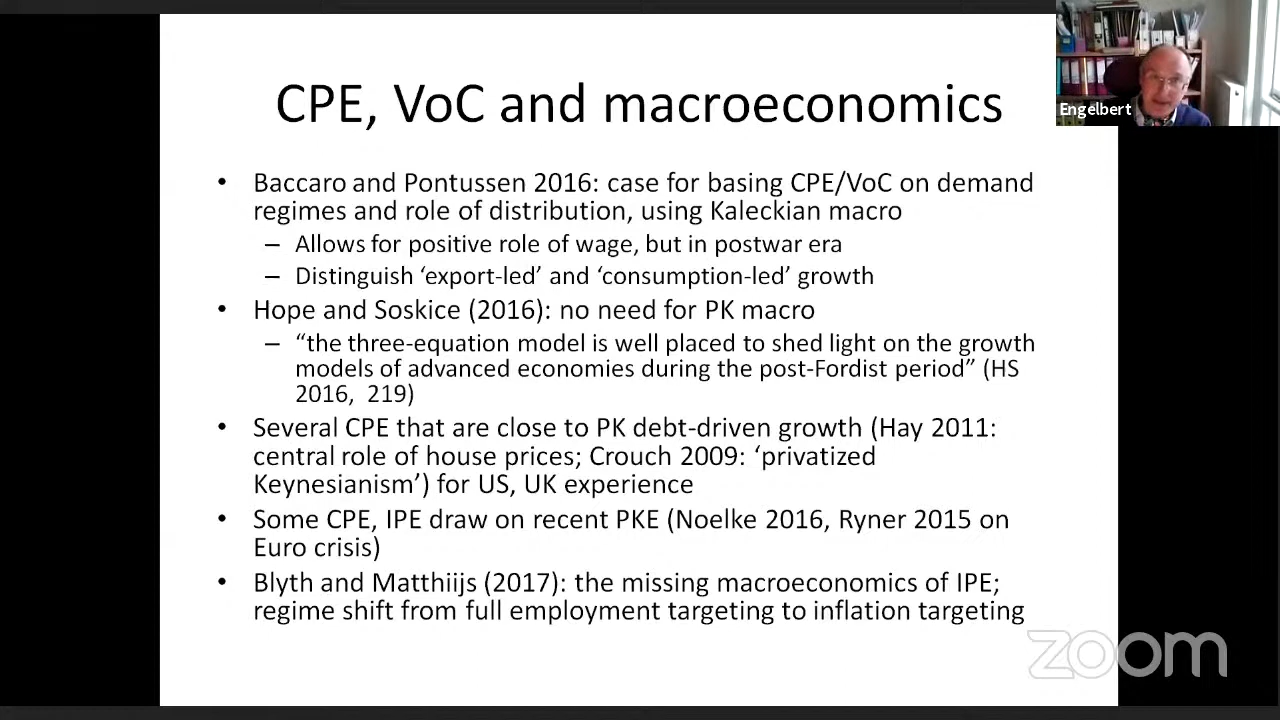 CPE, VoC and macroeconomics
Engelbert
• Baccaro and Pontussen 2016: case for basing CPE/VoC on demand
regimes and role of distribution, using Kaleckian macro
– Allows for positive role of wage, but in postwar era
– Distinguish ‘export-led’ and ‘consumption-led’ growth
• Hope and Soskice (2016): no need for PK macro
– “the three-equation model is well placed to shed light on the growth
models of advanced economies during the post-Fordist period” (HS
2016, 219)
• Several CPE that are close to PK debt-driven growth (Hay 2011:
central role of house prices; Crouch 2009: ‘privatized
Keynesianism’) for US, UK experience
• Some CPE, IPE draw on recent PKE (Noelke 2016, Ryner 2015 on
Euro crisis)
• Blyth and Matthiijs (2017): the missing macroeconomics of IPE;
regime shift from full employment targeting to inflation targeting
zoom